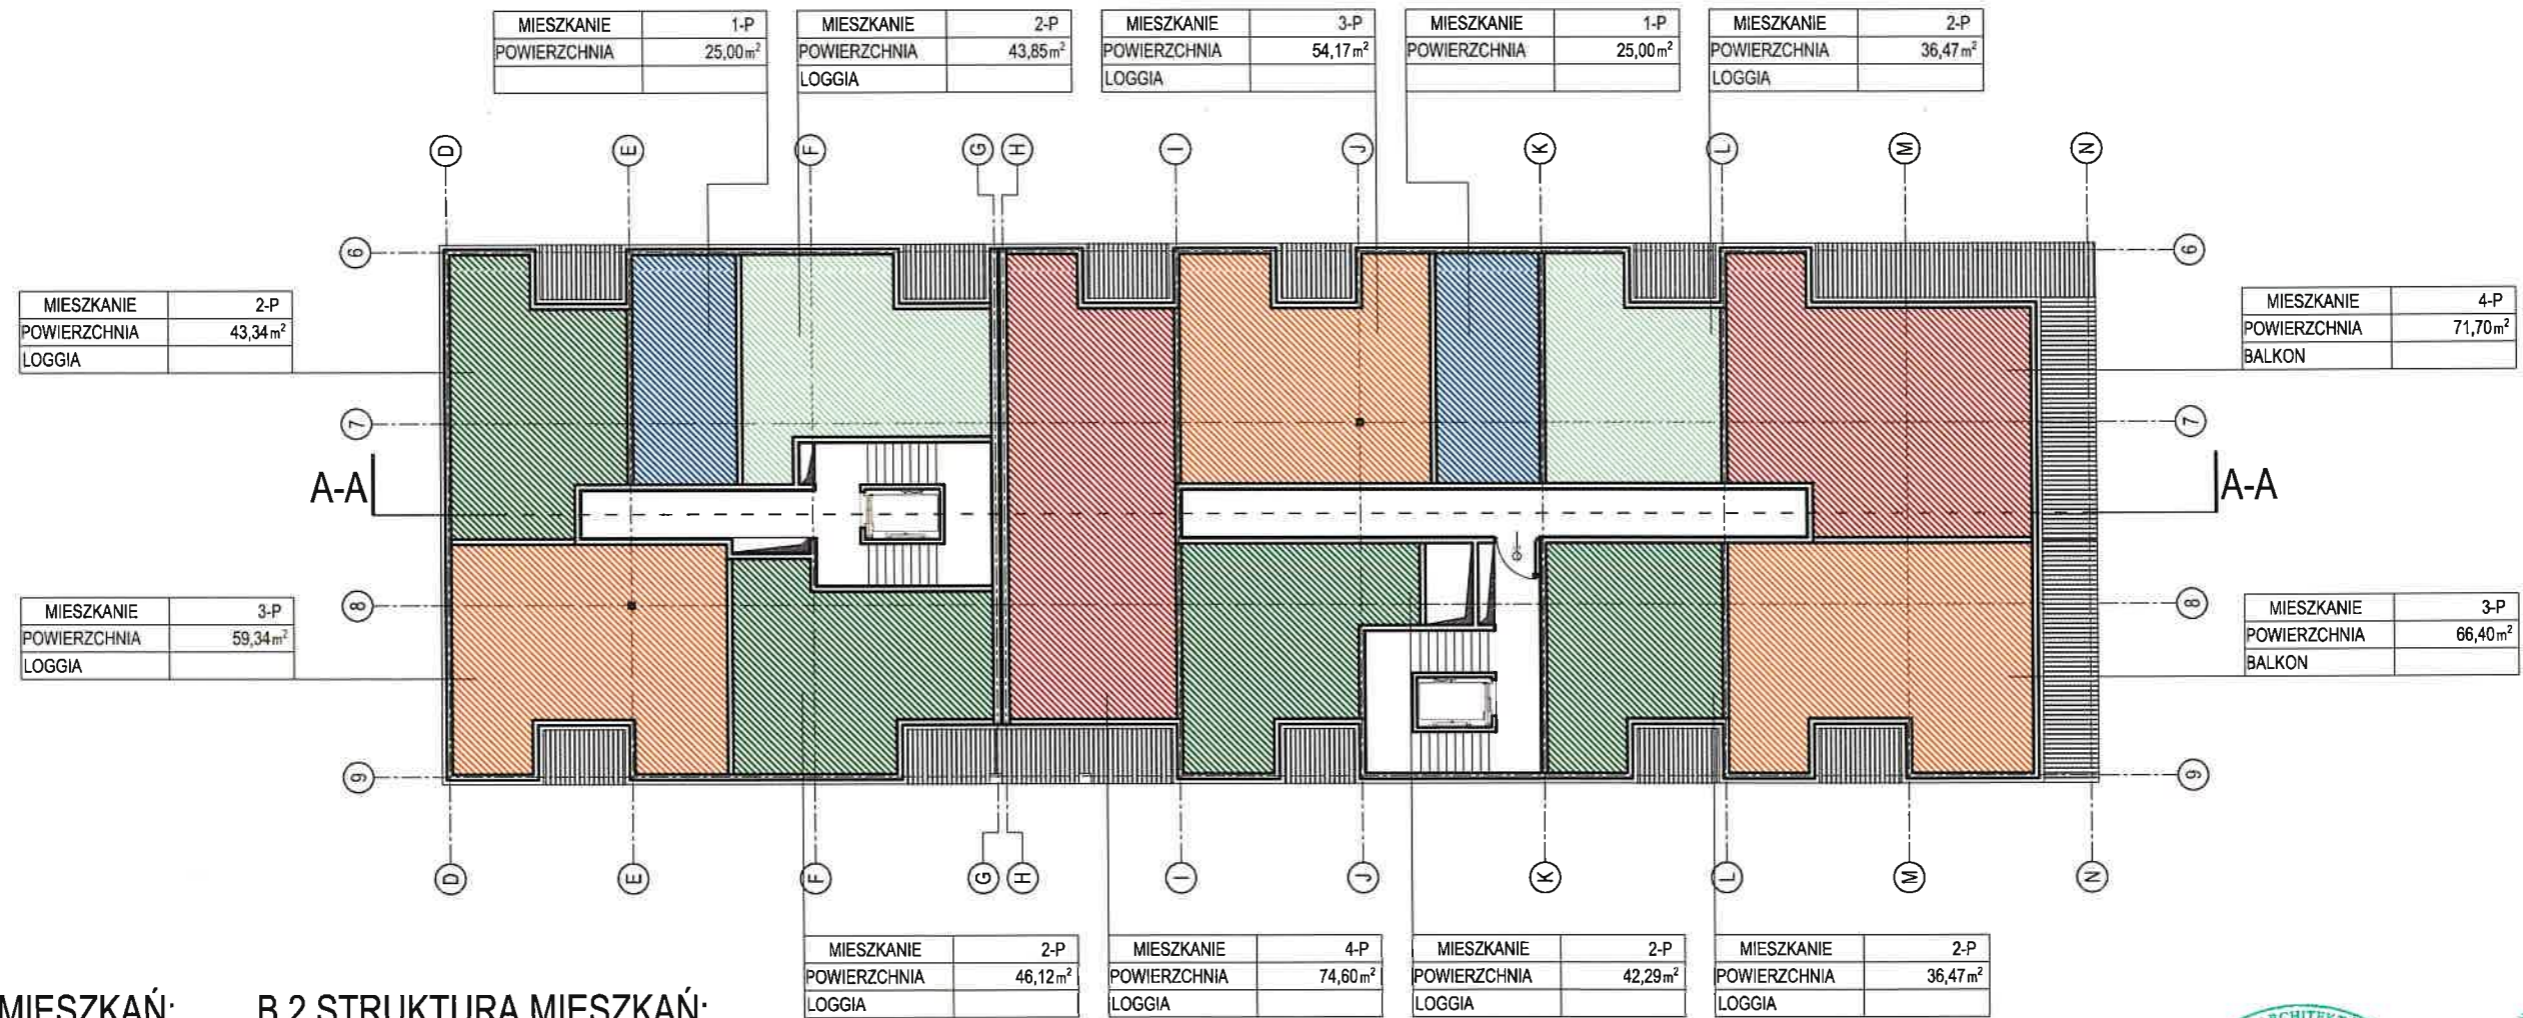 MIESZKANIE 1-P
POWIERZCHNIA 25,00m²
MIESZKANIE 2-P
POWIERZCHNIA 43,85m²
LOGGIA
MIESZKANIE 3-P
POWIERZCHNIA 54,17m²
LOGGIA
MIESZKANIE 1-P
POWIERZCHNIA 25,00m²
MIESZKANIE 2-P
POWIERZCHNIA 36,47m²
LOGGIA
D E F G H I J K L M N
6 6
MIESZKANIE 2-P
POWIERZCHNIA 43,34m²
LOGGIA
MIESZKANIE 4-P
POWIERZCHNIA 71,70m²
BALKON
7 7
A-A A-A
8 8
MIESZKANIE 3-P
POWIERZCHNIA 59,34m²
LOGGIA
MIESZKANIE 3-P
POWIERZCHNIA 66,40m²
BALKON
9 9
D E F G H I J K L M N
MIESZKANIE 2-P
POWIERZCHNIA 46,12m²
LOGGIA
MIESZKANIE 4-P
POWIERZCHNIA 74,60m²
LOGGIA
MIESZKANIE 2-P
POWIERZCHNIA 42,29m²
LOGGIA
MIESZKANIE 2-P
POWIERZCHNIA 36,47m²
LOGGIA
MIESZKAŃ: B.2 STRUKTURA MIESZKAŃ: